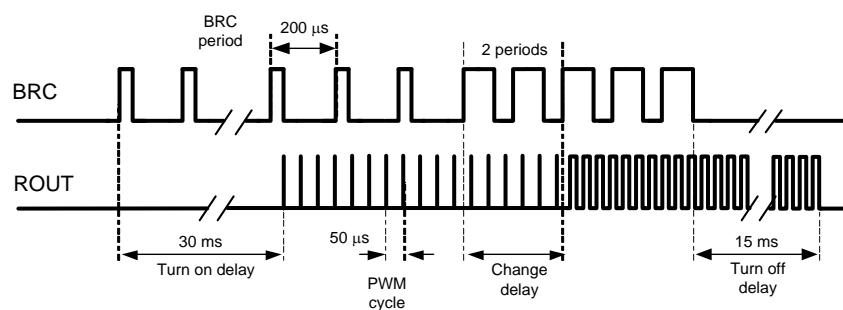 BRC
period
200 μs
2 periods
BRC
ROUT
30 ms
Turn on delay
50 μs
PWM
cycle
Change
delay
15 ms
Turn off
delay